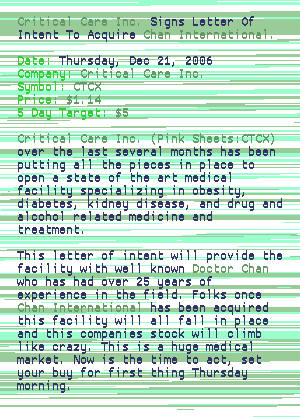 Critical Care Inc. Signs Letter Of
Intent To Acquire Chan International.
Date: Thursday, Dec 21, 2006
Company: Critical Care Inc.
Symbol: CTCX
Price: $1.14
5 Day Target: $5
Critical Care Inc. (Pink Sheets:CTCX)
over the last several months has been
putting all the pieces in place to
open a state of the art medical
facility specializing in obesity,
diabetes, kidney disease, and drug and
alcohol related medicine and
treatment.
This letter of intent will provide the
facility with well known Doctor Chan
who has had over 25 years of
experience in the field. Folks once
Chan International has been acquired
this facility will all fall in place
and this companies stock will climb
like crazy. This is a huge medical
market. Now is the time to act, set
your buy for first thing Thursday
morning.